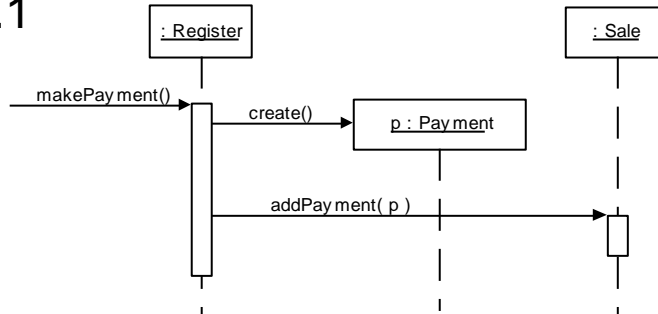 .1
: Register
: Sale
makePayment()
create()
p : Payment
addPayment( p )